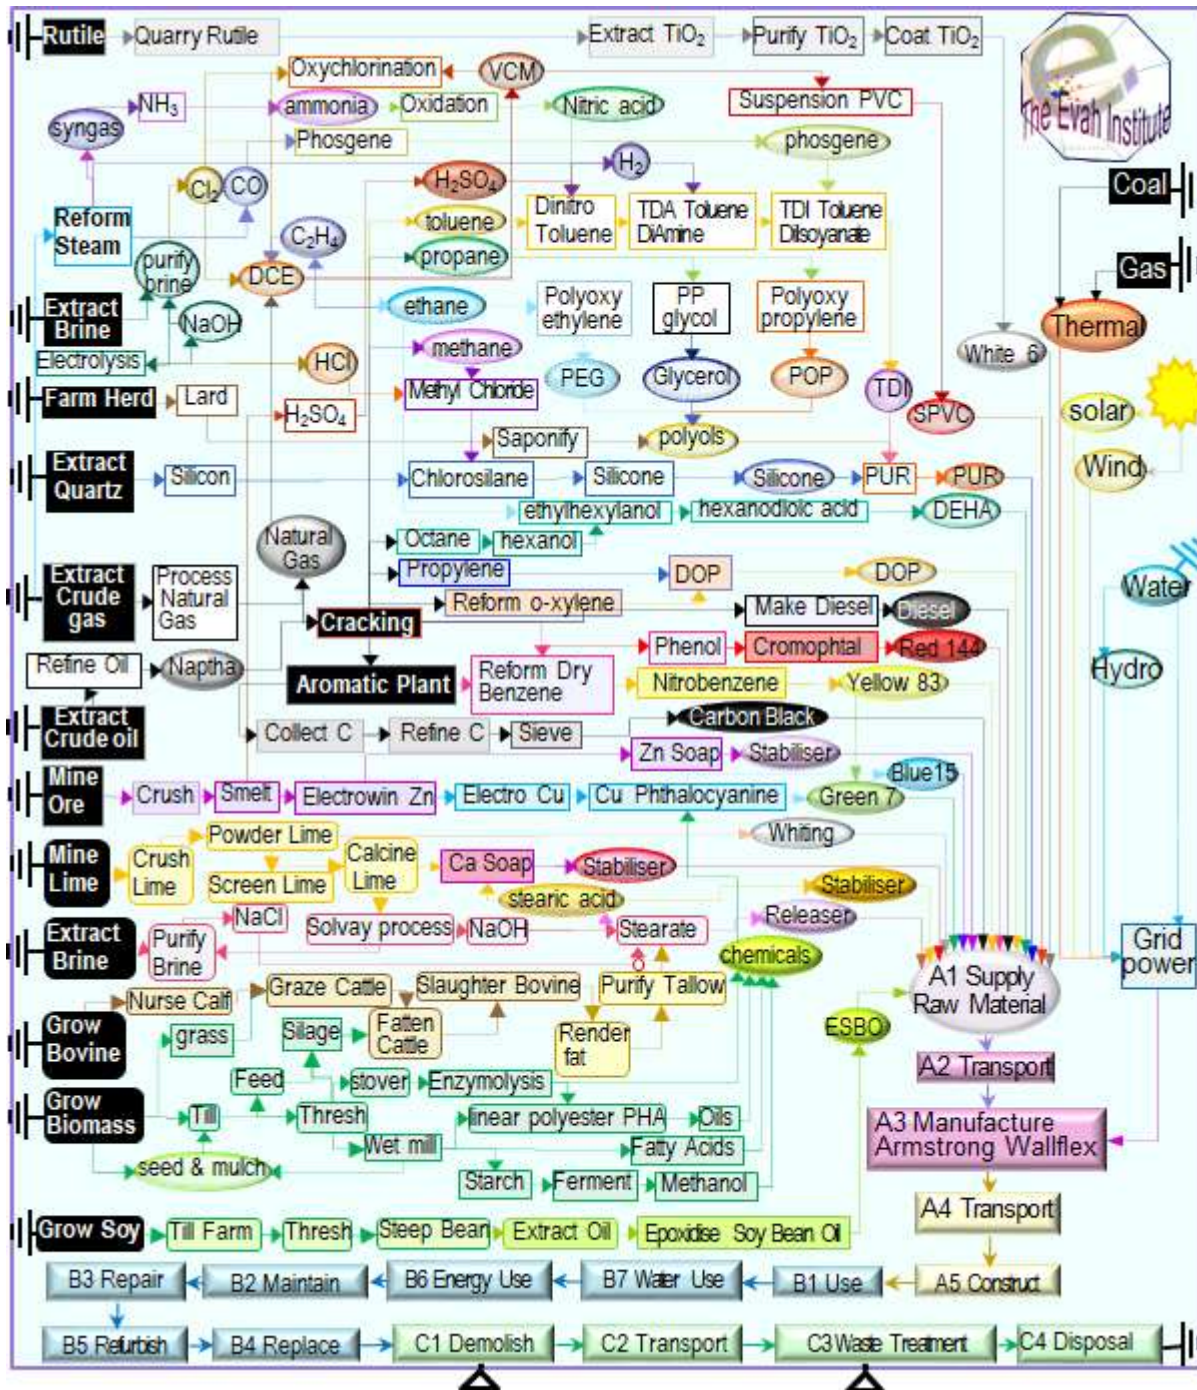 Rutile
Quarry Rutile
Extract TiO₂
Purify TiO₂
Coat TiO₂
The Evah Institute
Oxychlorination
VCM
Suspension PVC
NH₃
ammonia
Oxidation
Nitric acid
syngas
Phosgene
phosgene
H₂
Cl₂
CO
H₂SO₄
Coal
Reform
Steam
C₂H₄
toluene
Dinitro
Toluene
TDA Toluene
DiAmine
TDI Toluene
DiIsoyanate
propane
purify
brine
DCE
Gas
Extract
Brine
NaOH
ethane
Polyoxy
ethylene
PP
glycol
Polyoxy
propylene
Thermal
Electrolysis
HCl
methane
White 6
PEG
Glycerol
POP
TDI
Farm Herd
Lard
H₂SO₄
Methyl Chloride
SPVC
solar
Saponify
polyols
Wind
Extract
Quartz
Silicon
Chlorosilane
Silicone
Silicone
PUR
PUR
ethylhexylanol
hexanodioic acid
DEHA
Natural
Gas
Octane
hexanol
Extract
Crude
gas
Process
Natural
Gas
Propylene
DOP
DOP
Water
Reform o-xylene
Make Diesel
Diesel
Cracking
Phenol
Cromophtal
Red 144
Refine Oil
Naptha
Aromatic Plant
Reform Dry
Benzene
Nitrobenzene
Yellow 83
Hydro
Extract
Crude oil
Collect C
Refine C
Sieve
Carbon Black
Zn Soap
Stabiliser
Blue15
Mine
Ore
Crush
Smelt
Electrowin Zn
Electro Cu
Cu Phthalocyanine
Green 7
Powder Lime
Whiting
Mine
Lime
Crush
Lime
Screen Lime
Calcine
Lime
Ca Soap
Stabiliser
stearic acid
Stabiliser
NaCl
Releaser
Extract
Brine
Purify
Brine
Solvay process
NaOH
Stearate
chemicals
Grid
power
A1 Supply
Raw Material
Nurse Calf
Graze Cattle
Slaughter Bovine
Purify Tallow
Grow
Bovine
grass
Silage
Fatten
Cattle
Render
fat
ESBO
Feed
stover
Enzymolysis
A2 Transport
Grow
Biomass
Till
Thresh
linear polyester PHA
Oils
A3 Manufacture
Armstrong Wallflex
Wet mill
Fatty Acids
seed & mulch
Starch
Ferment
Methanol
A4 Transport
Grow Soy
Till Farm
Thresh
Steep Bean
Extract Oil
Epoxidise Soy Bean Oil
B3 Repair
B2 Maintain
B6 Energy Use
B7 Water Use
B1 Use
A5 Construct
B5 Refurbish
B4 Replace
C1 Demolish
C2 Transport
C3 Waste Treatment
C4 Disposal